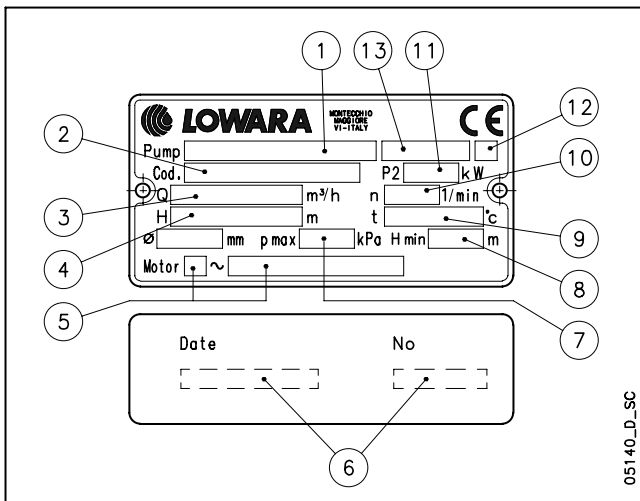 1 13 11
LOWARA MONTECCHIO MAGGIORE VI-ITALY CE
12
2
Pump
Cod. P2 kW
10
Q m³/h n 1/min
3
H m t °c
9
ø mm p max kPa H min m
4
8
Motor ~
5
7
Date No
6
05140_D_SC